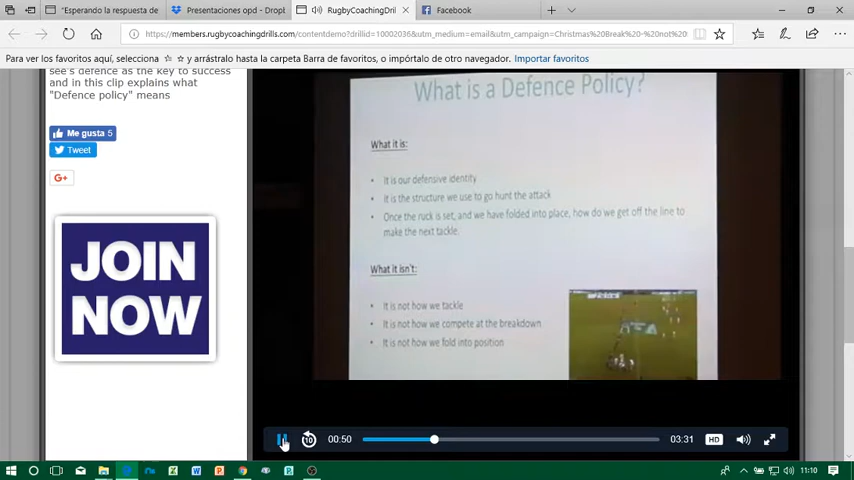 "Esperando la respuesta de
Presentaciones opd - Dropl
RugbyCoachingDril
Facebook
https://members.rugbycoachingdrills.com/contentdemo?drillid=10002036&utm_medium=email&utm_campaign=Christmas%20Break%20-%20not%20
Para ver los favoritos aquí, selecciona y arrástralo hasta la carpeta Barra de favoritos, o impórtalo de otro navegador. Importar favoritos
see's defence as the key to success
and in this clip explains what
"Defence policy" means
Me gusta 5
Tweet
G+
JOIN
NOW
What is a Defence Policy?
What it is:
• It is our defensive identity
• It is the structure we use to go hunt the attack
• Once the ruck is set, and we have folded into place, how do we get off the line to
make the next tackle.
What it isn't:
• It is not how we tackle
• It is not how we compete at the breakdown
• It is not how we fold into position
10
00:50
03:31
HD
11:10